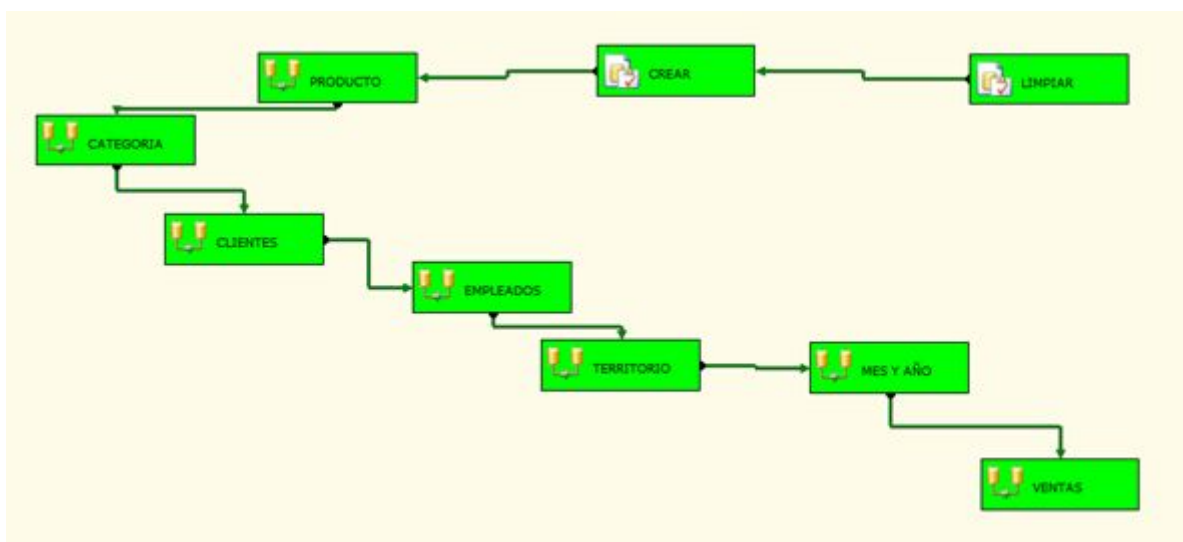 PRODUCTO
CREAR
LIMPIAR
CATEGORIA
CLIENTES
EMPLEADOS
TERRITORIO
MES Y AÑO
VENTAS